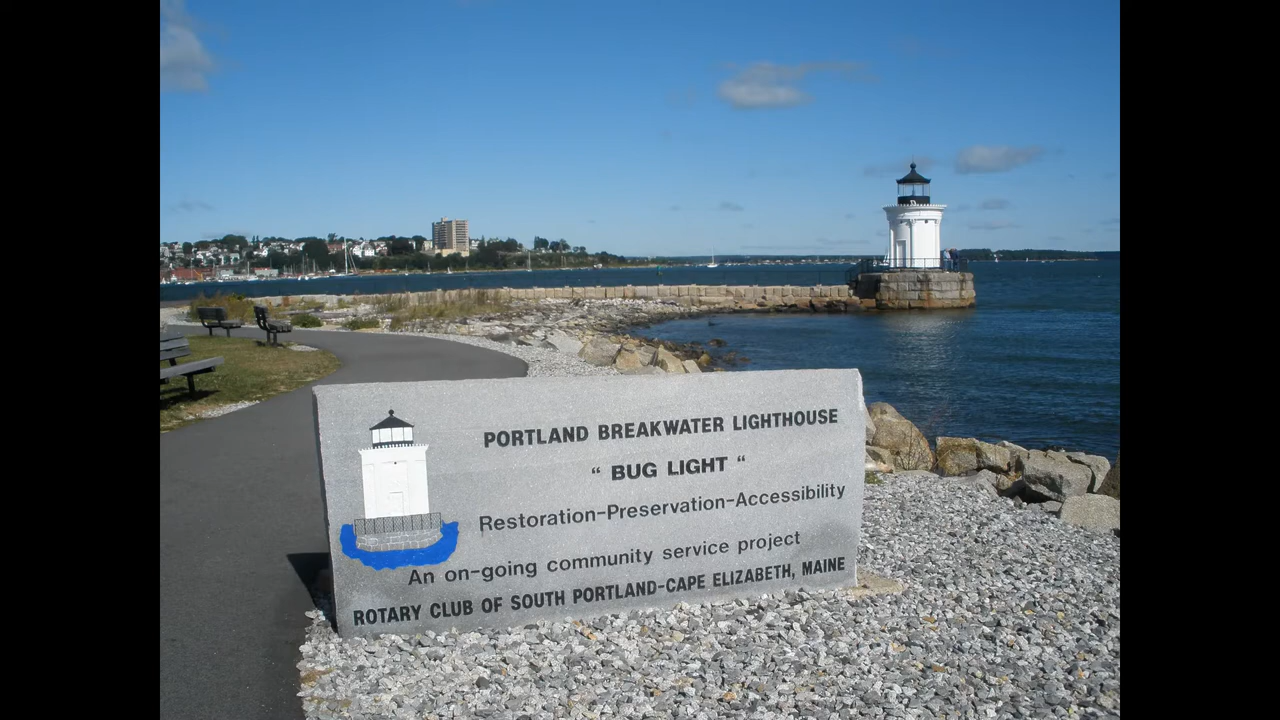 PORTLAND BREAKWATER LIGHTHOUSE
“ BUG LIGHT “
Restoration-Preservation-Accessibility
An on-going community service project
ROTARY CLUB OF SOUTH PORTLAND-CAPE ELIZABETH, MAINE